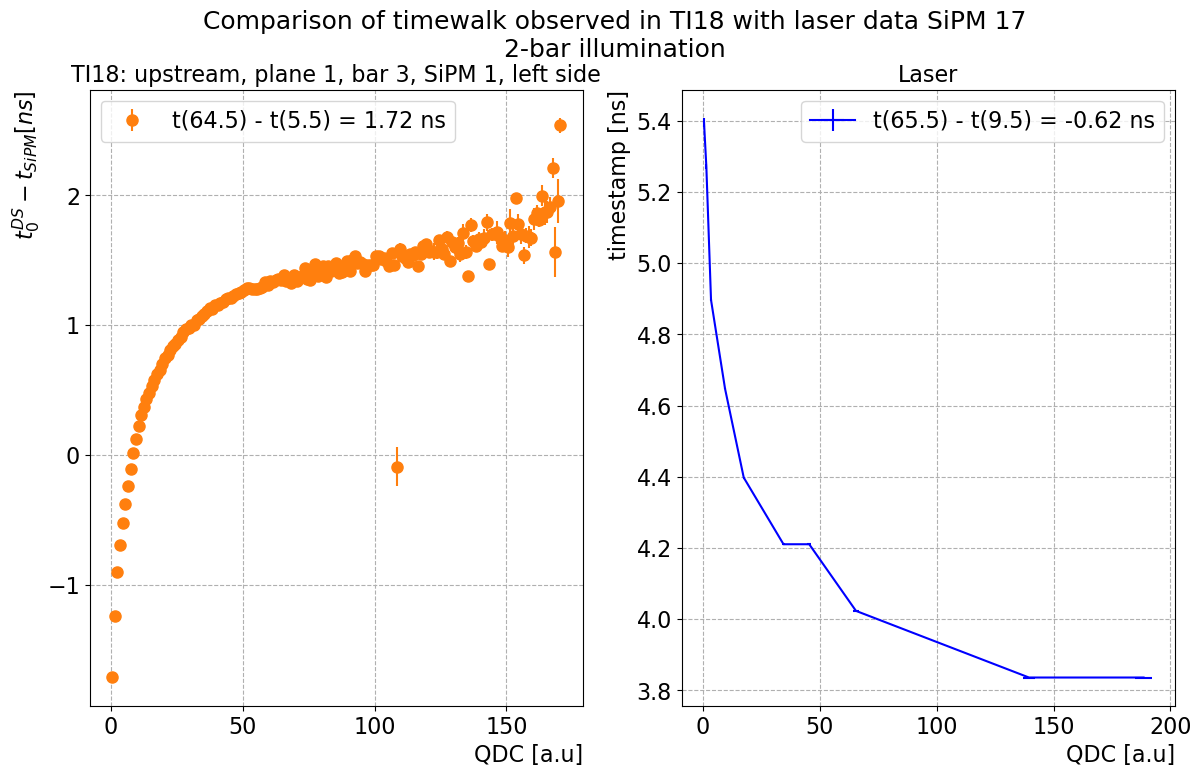 Comparison of timewalk observed in TI18 with laser data SiPM 17
2-bar illumination
TI18: upstream, plane 1, bar 3, SiPM 1, left side
t(64.5) - t(5.5) = 1.72 ns
t_0^{DS} − t_{SiPM}[ns]
2
1
0
−1
0
50
100
150
QDC [a.u]
Laser
t(65.5) - t(9.5) = -0.62 ns
timestamp [ns]
5.4
5.2
5.0
4.8
4.6
4.4
4.2
4.0
3.8
0
50
100
150
200
QDC [a.u]